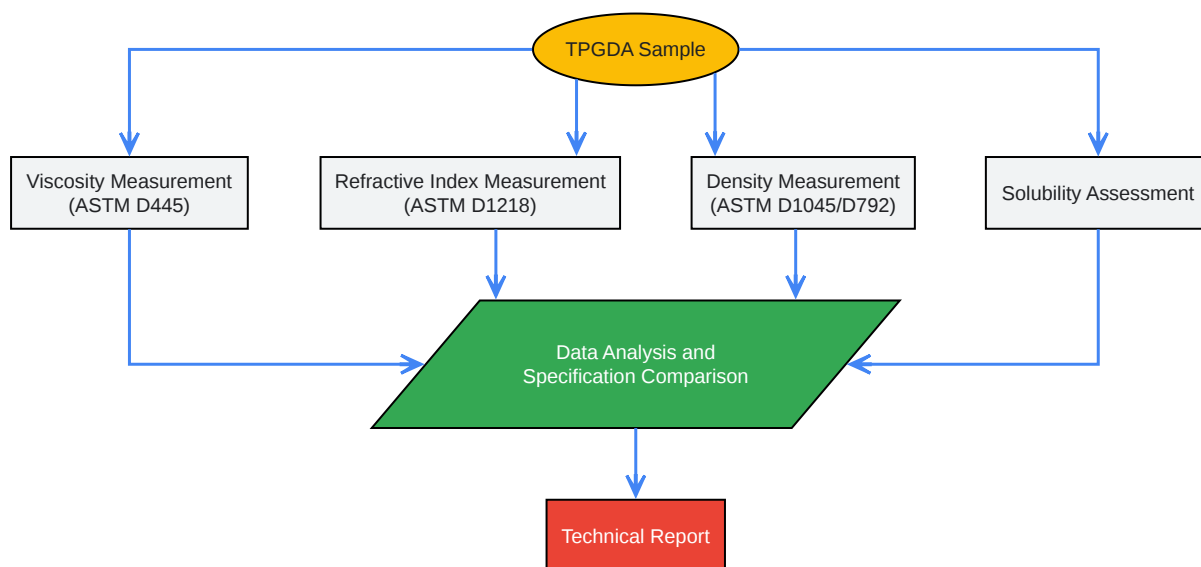 TPGDA Sample
Viscosity Measurement
(ASTM D445)
Refractive Index Measurement
(ASTM D1218)
Density Measurement
(ASTM D1045/D792)
Solubility Assessment
Data Analysis and
Specification Comparison
Technical Report